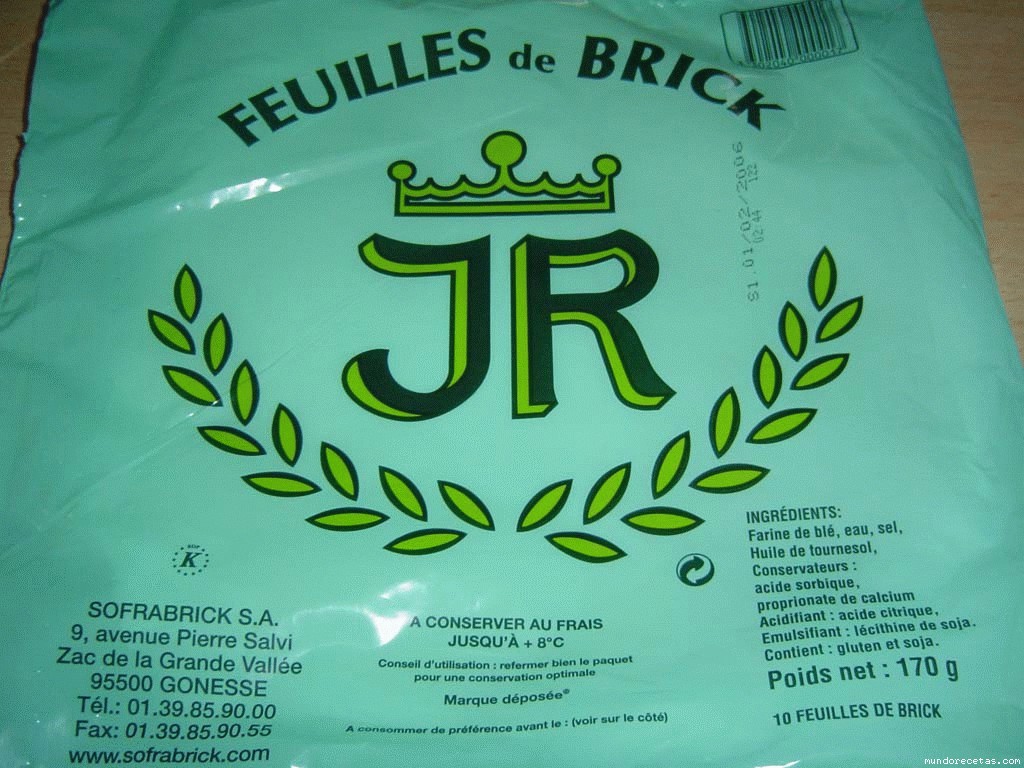 FEUILLES de BRICK
S1.01/02/2006
02 44 122
JR
INGRÉDIENTS:
Farine de blé, eau, sel,
Huile de tournesol,
Conservateurs :
acide sorbique,
proprionate de calcium
Acidifiant : acide citrique,
Emulsifiant : lécithine de soja.
Contient : gluten et soja.
Poids net : 170 g
10 FEUILLES DE BRICK
K
SOFRABRICK S.A.
9, avenue Pierre Salvi
Zac de la Grande Vallée
95500 GONESSE
Tél.: 01.39.85.90.00
Fax: 01.39.85.90.55
www.sofrabrick.com
A CONSERVER AU FRAIS
JUSQU'À + 8°C
Conseil d'utilisation : refermer bien le paquet
pour une conservation optimale
Marque déposée®
A consommer de préférence avant le : (voir sur le côté)
mundorecetas.com